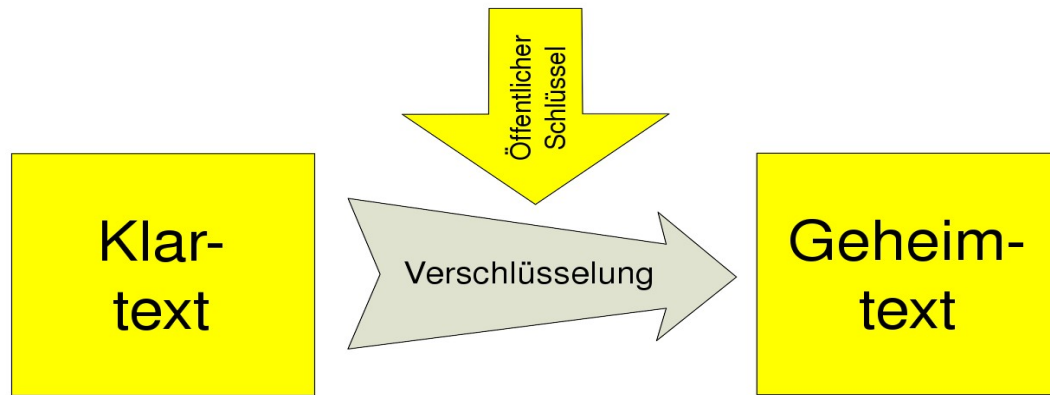 Öffentlicher
Schlüssel
Klar-
text
Verschlüsselung
Geheim-
text